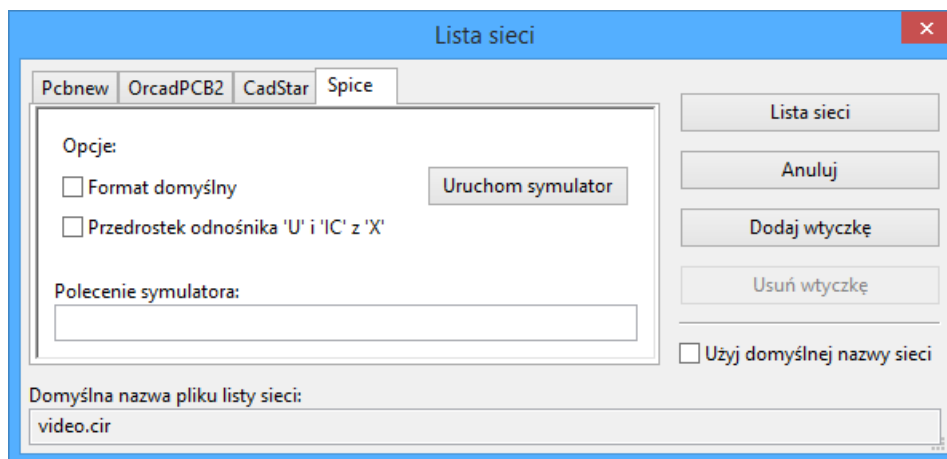 Lista sieci
Pcbnew OrcadPCB2 CadStar Spice
Opcje:
Format domyślny
Uruchom symulator
Przedrostek odnośnika 'U' i 'IC' z 'X'
Polecenie symulatora:
Lista sieci
Anuluj
Dodaj wtyczkę
Usuń wtyczkę
Użyj domyślnej nazwy sieci
Domyślna nazwa pliku listy sieci:
video.cir